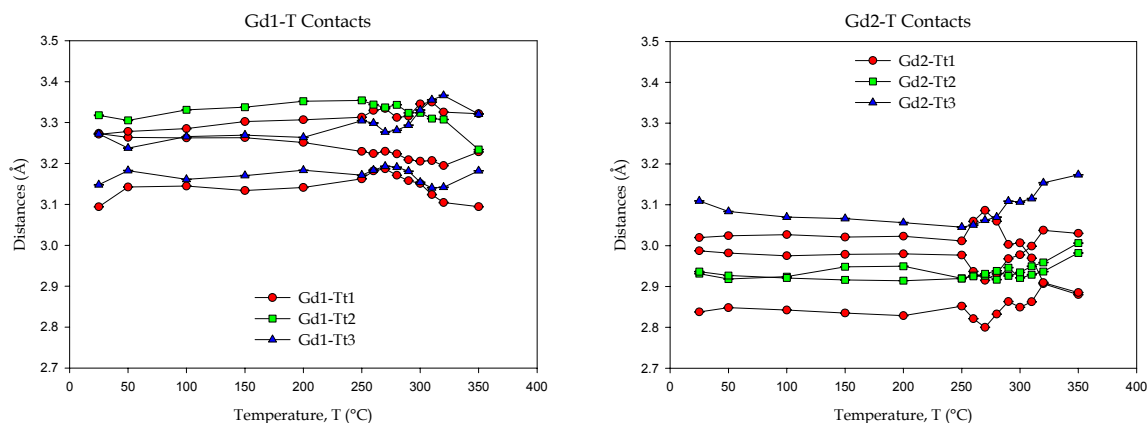 Gd1-T Contacts
3.5
3.4
3.3
3.2
3.1
3.0
2.9
2.8
2.7
Distances (Å)
Gd1-Tt1
Gd1-Tt2
Gd1-Tt3
0 50 100 150 200 250 300 350 400
Temperature, T (°C)
Gd2-T Contacts
3.5
3.4
3.3
3.2
3.1
3.0
2.9
2.8
2.7
Distances (Å)
Gd2-Tt1
Gd2-Tt2
Gd2-Tt3
0 50 100 150 200 250 300 350 400
Temperature, T (°C)